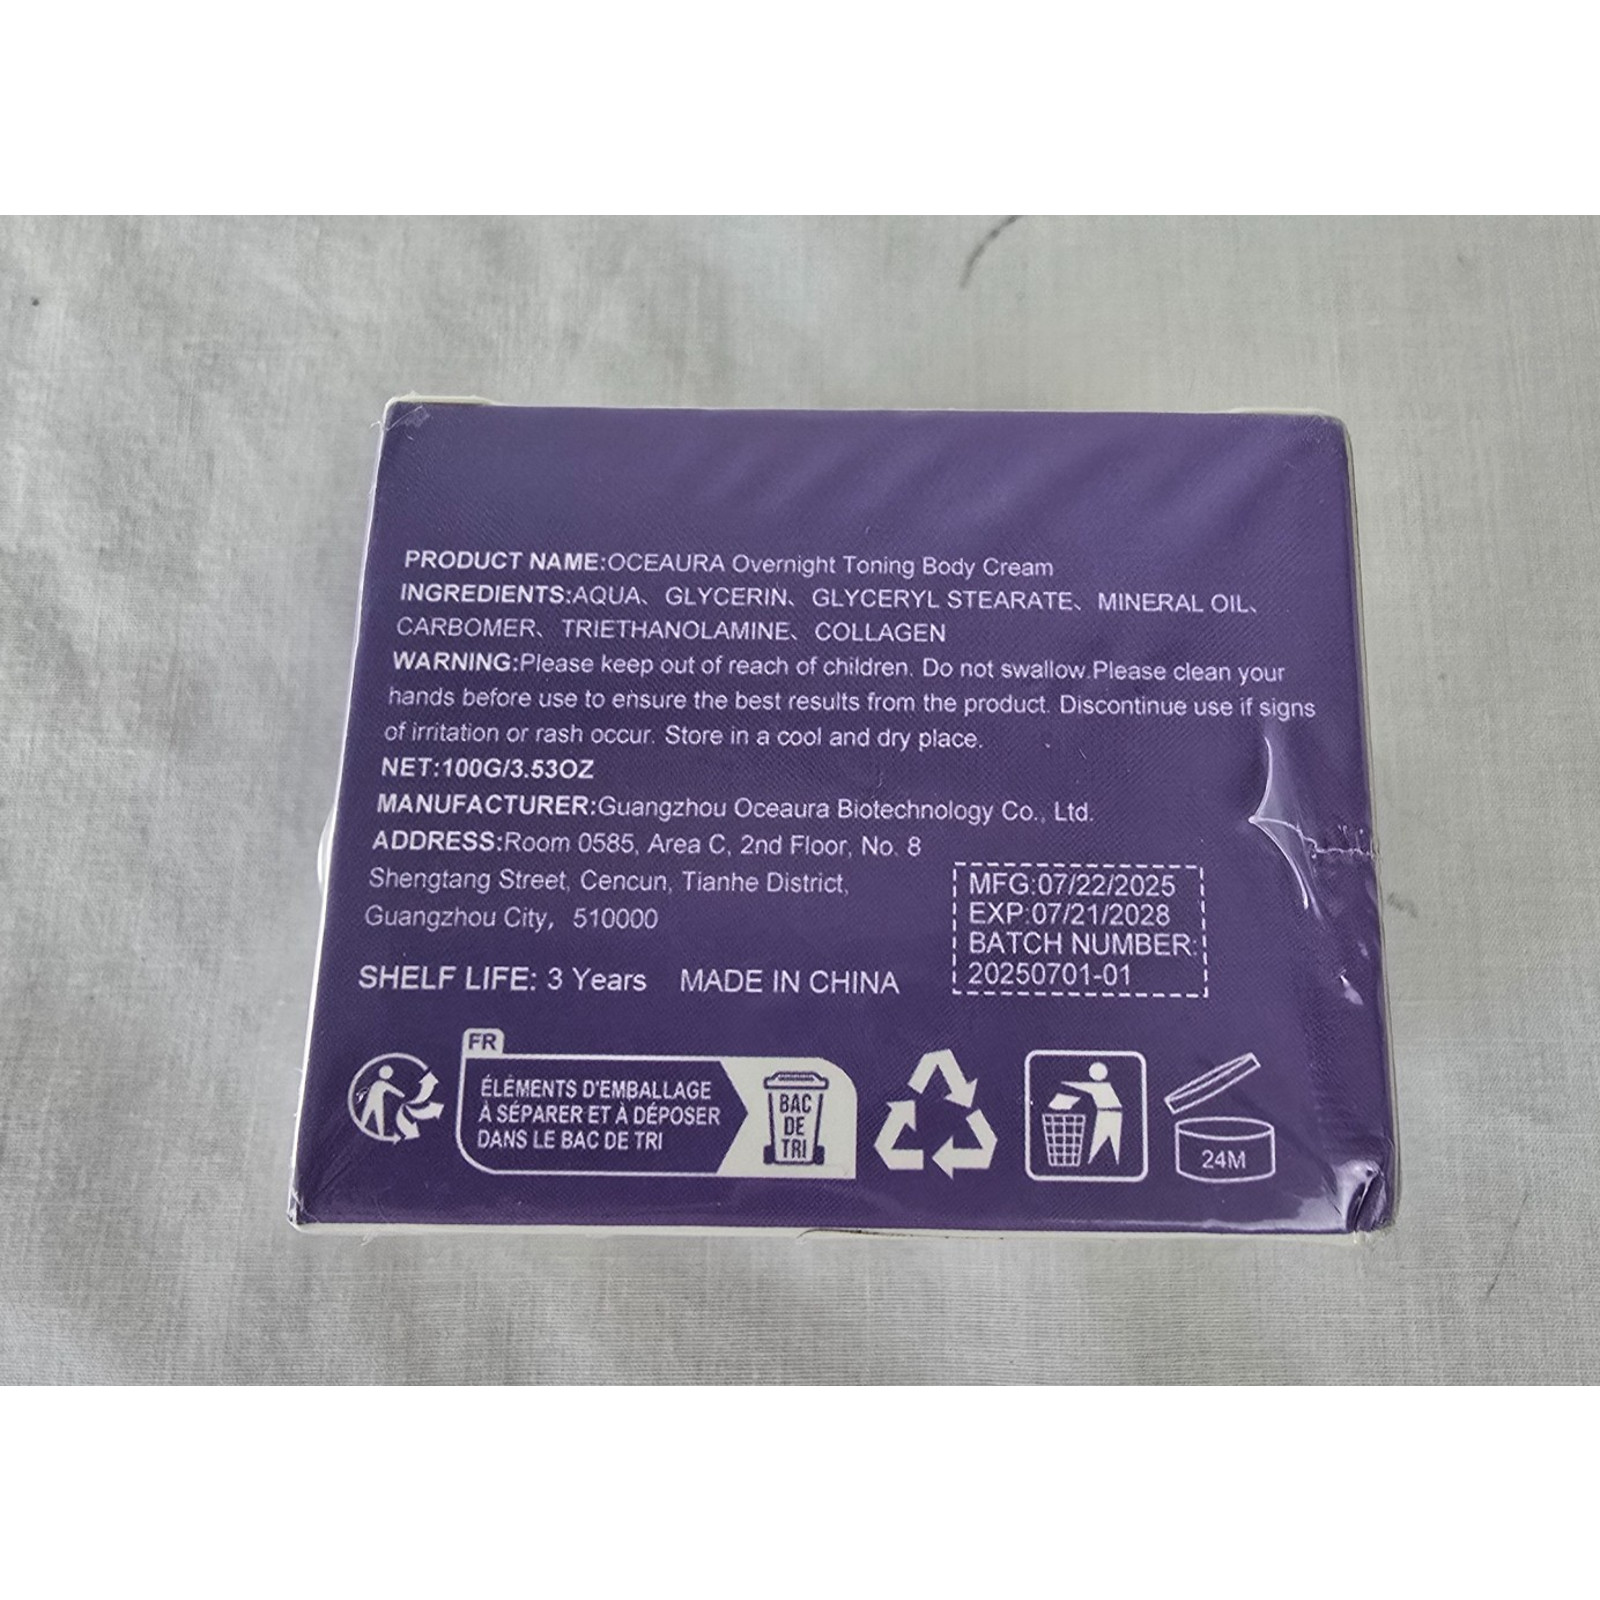 PRODUCT NAME:OCEAURA Overnight Toning Body Cream
INGREDIENTS:AQUA、GLYCERIN、GLYCERYL STEARATE、MINERAL OIL、
CARBOMER、TRIETHANOLAMINE、COLLAGEN
WARNING:Please keep out of reach of children. Do not swallow.Please clean your
hands before use to ensure the best results from the product. Discontinue use if signs
of irritation or rash occur. Store in a cool and dry place.
NET:100G/3.53OZ
MANUFACTURER:Guangzhou Oceaura Biotechnology Co., Ltd.
ADDRESS:Room 0585, Area C, 2nd Floor, No. 8
Shengtang Street, Cencun, Tianhe District,
Guangzhou City, 510000
SHELF LIFE: 3 Years MADE IN CHINA
MFG:07/22/2025
EXP:07/21/2028
BATCH NUMBER:
20250701-01
FR
ÉLÉMENTS D'EMBALLAGE
À SÉPARER ET À DÉPOSER
DANS LE BAC DE TRI
BAC
DE
TRI
24M